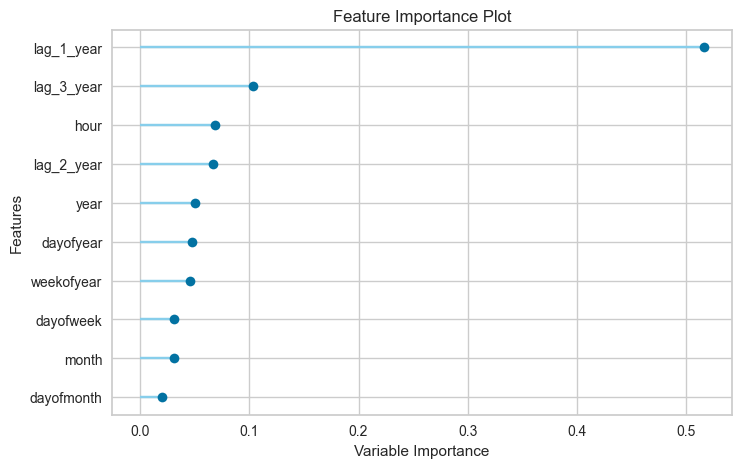 Feature Importance Plot
Features
lag_1_year
lag_3_year
hour
lag_2_year
year
dayofyear
weekofyear
dayofweek
month
dayofmonth
0.0 0.1 0.2 0.3 0.4 0.5
Variable Importance